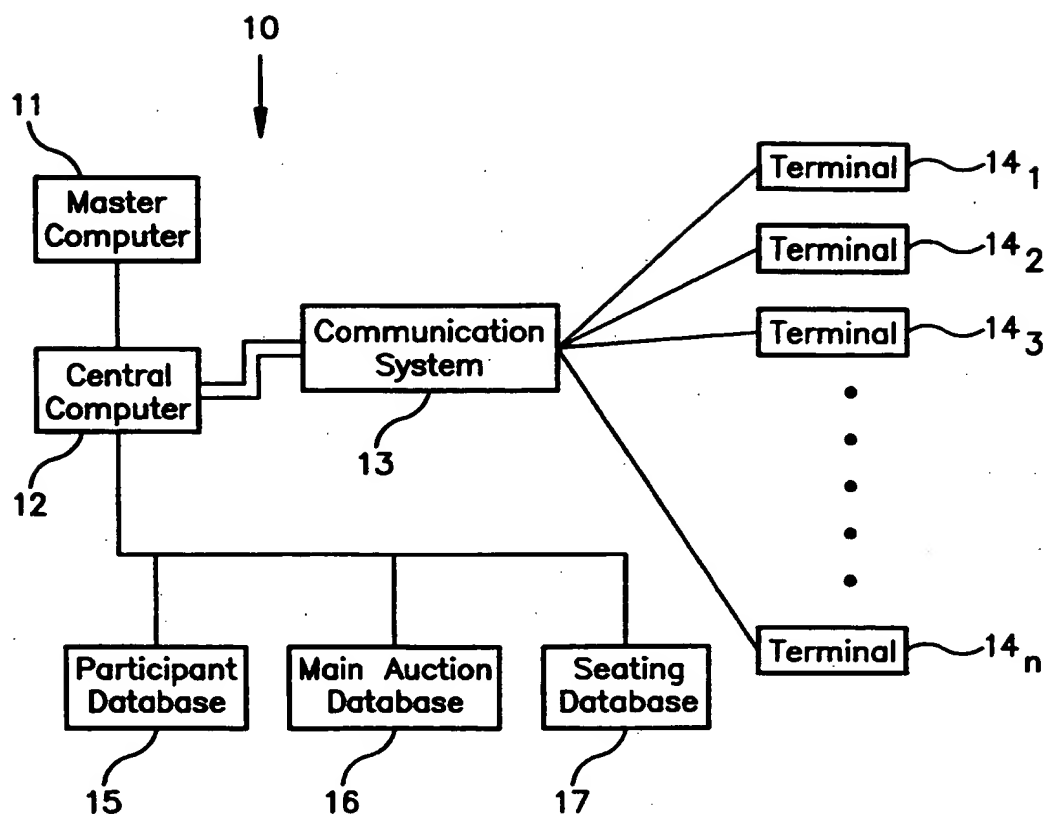 10
11
Master
Computer
Central
Computer
12
Communication
System
13
Terminal
14 1
Terminal
14 2
Terminal
14 3
Terminal
14 n
Participant
Database
15
Main Auction
Database
16
Seating
Database
17